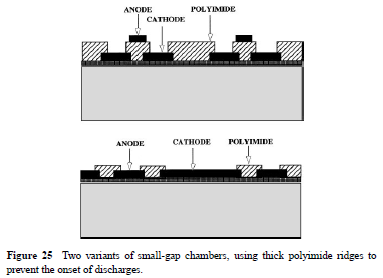 ANODE POLYIMIDE
CATHODE
ANODE CATHODE POLYIMIDE
Figure 25 Two variants of small-gap chambers, using thick polyimide ridges to
prevent the onset of discharges.